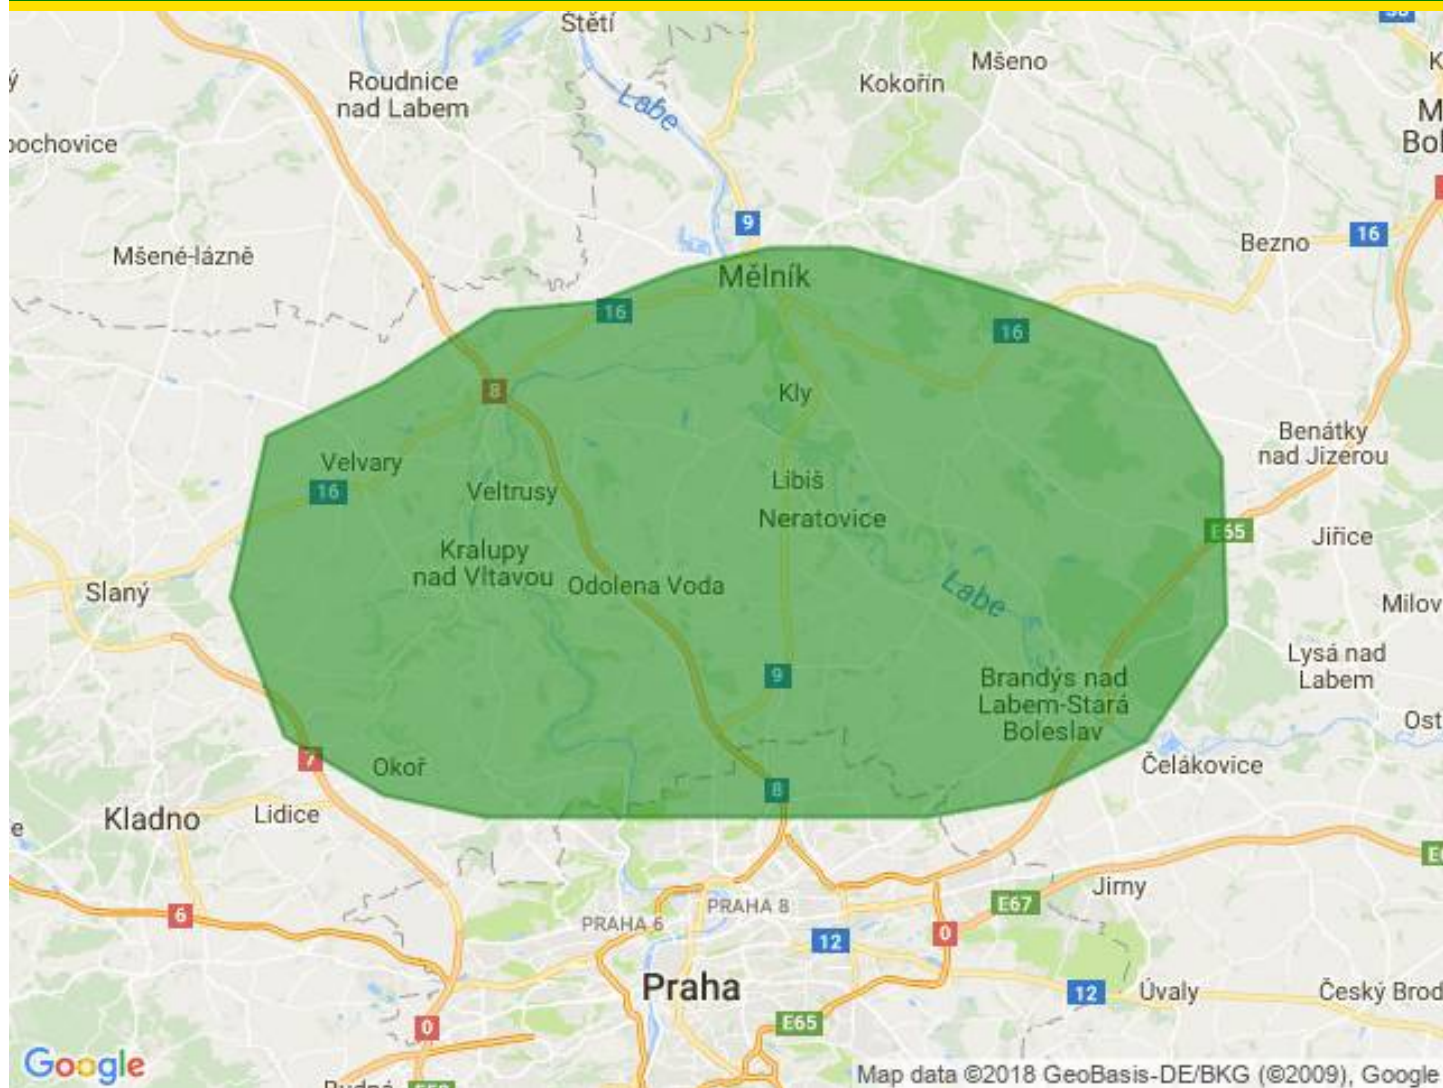 Štětí
Mšeno
Roudnice
nad Labem
Kokořín
Labe
M
Bol
9
Bezno
16
Mšené-lázně
Mělník
16
16
8
Kly
Benátky
nad Jizerou
Velvary
16
Veltrusy
Libiš
Neratovice
E65
Jiřice
Kralupy
nad Vltavou
Odolena Voda
Labe
Slaný
Milov
Lysá nad
Labem
9
Brandýs nad
Labem-Stará
Boleslav
Ost
7
Okoř
Čelákovice
8
Kladno
Lidice
Jirny
E67
PRAHA 8
6
PRAHA 6
12
0
Praha
12
Úvaly
Český Brod
E65
0
Google
Map data ©2018 GeoBasis-DE/BKG (©2009), Google